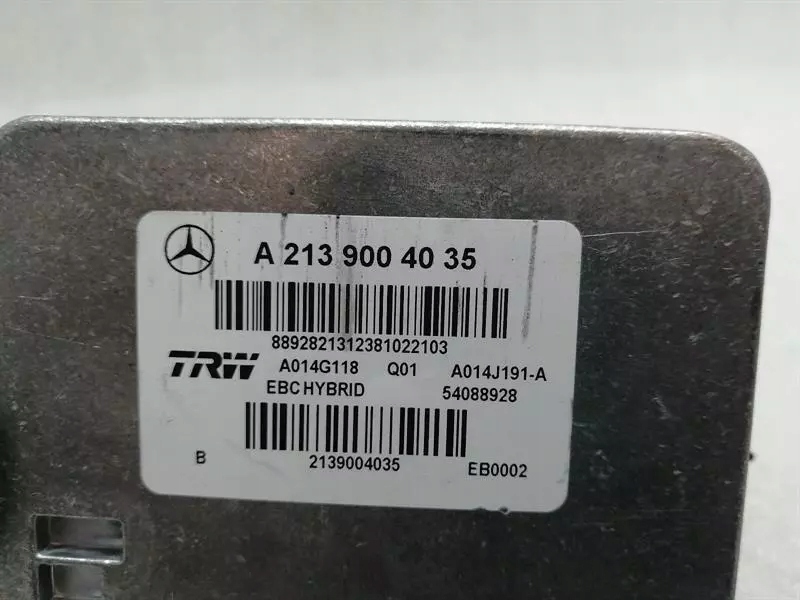 A 213 900 40 35
8892821312381022103
TRW A014G118 Q01 A014J191-A
EBC HYBRID 54088928
B 2139004035 EB0002